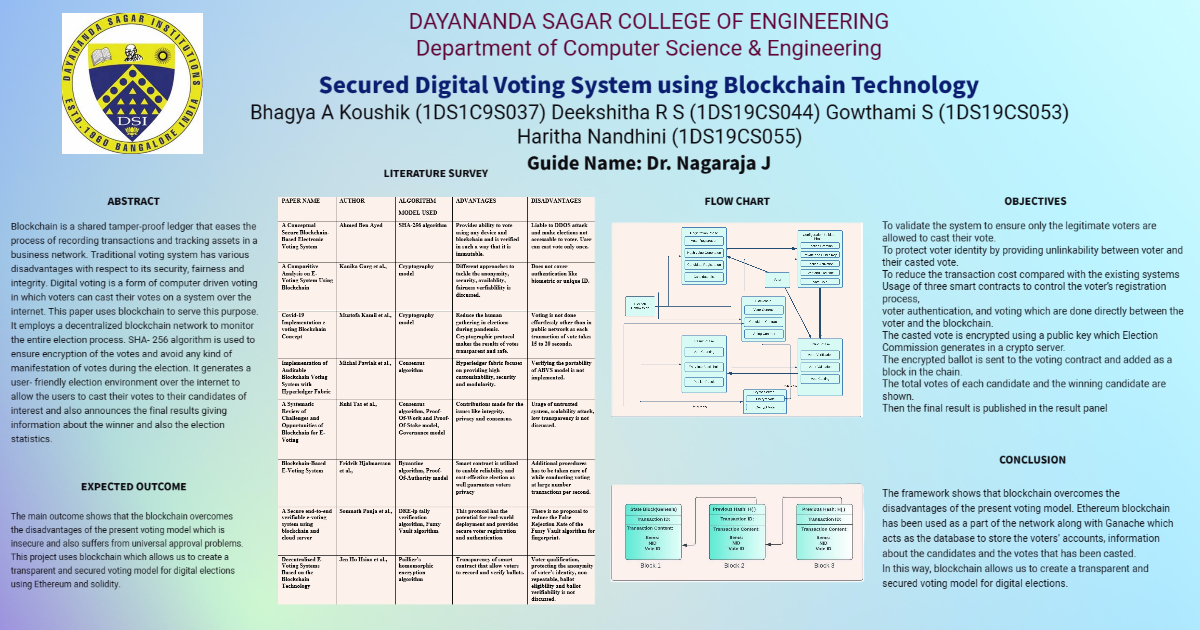 DAYANANDA SAGAR INSTITUTIONS
DSI
ESTD. 1960 BANGALORE INDIA
DAYANANDA SAGAR COLLEGE OF ENGINEERING
Department of Computer Science & Engineering
Secured Digital Voting System using Blockchain Technology
Bhagya A Koushik (1DS1C9S037) Deekshitha R S (1DS19CS044) Gowthami S (1DS19CS053)
Haritha Nandhini (1DS19CS055)
Guide Name: Dr. Nagaraja J
ABSTRACT
Blockchain is a shared tamper-proof ledger that eases the
process of recording transactions and tracking assets in a
business network. Traditional voting system has various
disadvantages with respect to its security, fairness and
integrity. Digital voting is a form of computer driven voting
in which voters can cast their votes on a system over the
internet. This paper uses blockchain to serve this purpose.
It employs a decentralized blockchain network to monitor
the entire election process. SHA- 256 algorithm is used to
ensure encryption of the votes and avoid any kind of
manifestation of votes during the election. It generates a
user- friendly election environment over the internet to
allow the users to cast their votes to their candidates of
interest and also announces the final results giving
information about the winner and also the election
statistics.
EXPECTED OUTCOME
The main outcome shows that the blockchain overcomes
the disadvantages of the present voting model which is
insecure and also suffers from universal approval problems.
This project uses blockchain which allows us to create a
transparent and secured voting model for digital elections
using Ethereum and solidity.
LITERATURE SURVEY
PAPER NAME AUTHOR ALGORITHM ADVANTAGES DISADVANTAGES
MODEL USED
A Conceptual Ahmed Ben Ayed SHA-256 algorithm Provides ability to vote Liable to DDOS attack
Secure Blockchain- using any device and and make elections not
Based Electronic blockchain and is verified accessable to voter. User
Voting System in such a way that it is can cast vote only once.
immutable.
A Comparitive Kanika Garg et al., Cryptography Different approaches to Does not cover
Analysis on E- model tackle the anonymity, authentication like
Voting System Using security, availability, biometric or unique ID.
Blockchain fairness verfiability is
discussed.
Covid-19 Mustafa Kamil et al., Cryptography Reduce the human Voting is not done
Implementation e model gathering in elections effortlessly other than in
voting Blockchain during pandemic. public network as each
Concept Cryptographic protocol transaction of vote takes
makes the results of 15 to 20 seconds.
votes transparent and safe.
Implementation of Michal Pawlak et al., Consensus Hyperledger fabric focuses Verifying the portability
Auditable algorithm on providing high of ABVS model is not
Blockchain Voting customizability, security implemented.
System with and modularity.
Hyperledger Fabric
A Systematic Ruhi Tas et al., Consensus Contributions made for the Usage of untrusted
Review of algorithm, Proof- issues like integrity, system, scalability attack,
Challenges and Of-Work and Proof- privacy and consensus. low transparency is not
Oppurtunities of Of-Stake model, discussed.
Blockchain for E- Governance model
Voting
Blockchain-Based Fridrik Hjalmarsson Byzantine Smart contract is utilized Additional procedures
E-Voting System et al., algorithm, Proof- to enable reliability and has to be taken care of
Of-Authority model cost effective election as while conducting voting
well guarantees voters at large number
privacy transactions per second.
A Secure end-to-end Soumyth Panja et al., DRE-ip tally This protocol has the There is no proposal to
verifiable e-voting verification potential for real-world reduce the False
system using algorithm, Fuzzy deployment and provides Rejection Rate of the
blockchain and Vault algorithm. secure voter registration Fuzzy Vault algorithm for
cloud server and authentication. fingerprint.
Decentralised E Jen Ho Hsiao et al., Paillier's Transparency of smart Voter qualification,
Voting Systems homomorphic contract that allow voters protecting the anonymity
Based on the encryption to record and verify ballots. of voter's identity, non
Blockchain algorithm repeatable, ballot
Technology eligibility and ballot
verifiability is not
discussed.
FLOW CHART
State Block(Genesis) Previous Hash: H() Previous Hash: H()
Transaction ID: Transaction ID: Transaction ID:
Transaction Content: Transaction Content: Transaction Content:
Items: Items: Items:
NID NID NID
Vote ID Vote ID Vote ID
Block 1 Block 2 Block 3
OBJECTIVES
To validate the system to ensure only the legitimate voters are
allowed to cast their vote.
To protect voter identity by providing unlinkability between voter and
their casted vote.
To reduce the transaction cost compared with the existing systems
Usage of three smart contracts to control the voter's registration
process,
voter authentication, and voting which are done directly between the
voter and the blockchain.
The casted vote is encrypted using a public key which Election
Commission generates in a crypto server.
The encrypted ballot is sent to the voting contract and added as a
block in the chain.
The total votes of each candidate and the winning candidate are
shown.
Then the final result is published in the result panel
CONCLUSION
The framework shows that blockchain overcomes the
disadvantages of the present voting model. Ethereum blockchain
has been used as a part of the network along with Ganache which
acts as the database to store the voters' accounts, information
about the candidates and the votes that has been casted.
In this way, blockchain allows us to create a transparent and
secured voting model for digital elections.